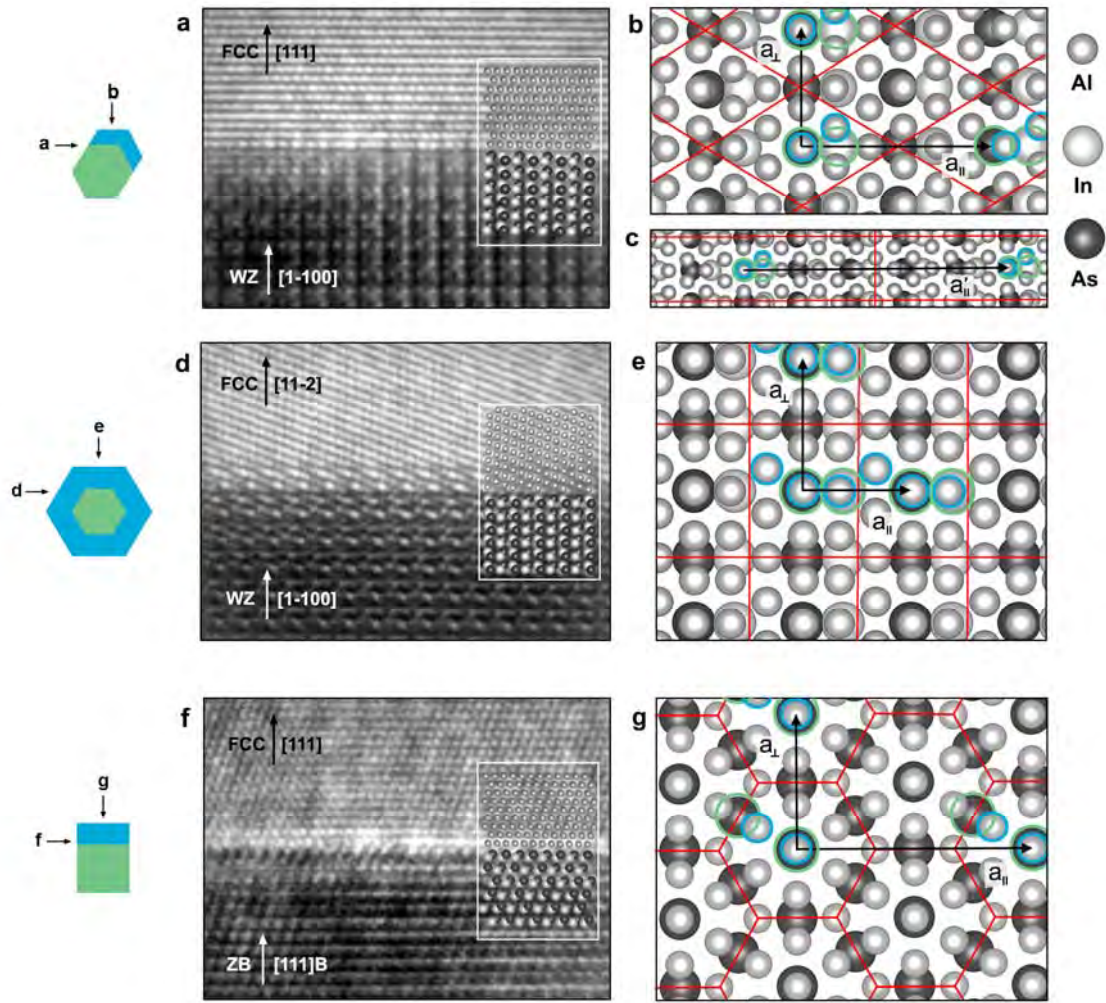 a
FCC [111]
WZ [1-100]
b
a
b
a⊥
a||
Al
In
As
c
a'||
d
FCC [11-2]
WZ [1-100]
e
d
e
a⊥
a||
f
FCC [111]
ZB [111]B
g
f
g
a⊥
a||